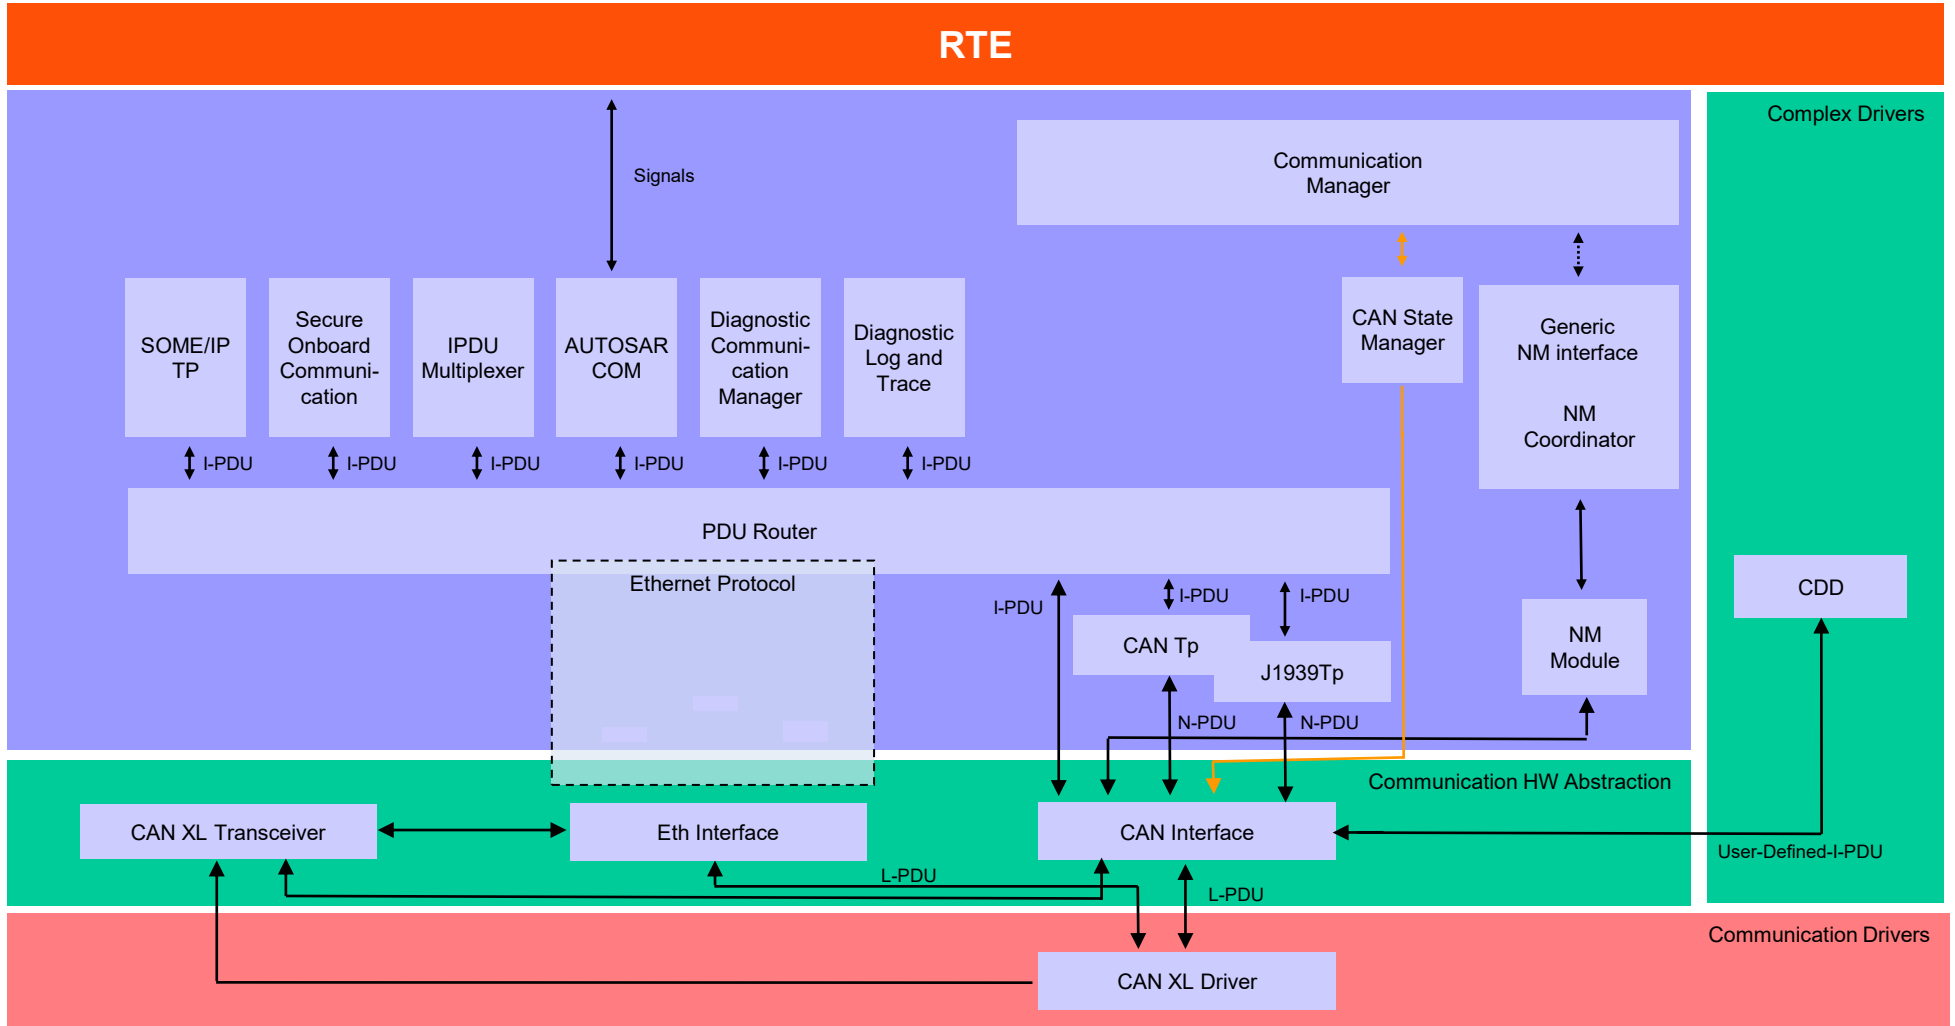 RTE
Complex Drivers
Communication
Manager
Signals
SOME/IP
TP
Secure
Onboard
Communi-
cation
IPDU
Multiplexer
AUTOSAR
COM
Diagnostic
Communi-
cation
Manager
Diagnostic
Log and
Trace
CAN State
Manager
Generic
NM interface
NM
Coordinator
I-PDU
I-PDU
I-PDU
I-PDU
I-PDU
I-PDU
PDU Router
Ethernet Protocol
I-PDU
I-PDU
I-PDU
CAN Tp
J1939Tp
NM
Module
CDD
N-PDU
N-PDU
Communication HW Abstraction
CAN XL Transceiver
Eth Interface
CAN Interface
User-Defined-I-PDU
L-PDU
L-PDU
Communication Drivers
CAN XL Driver